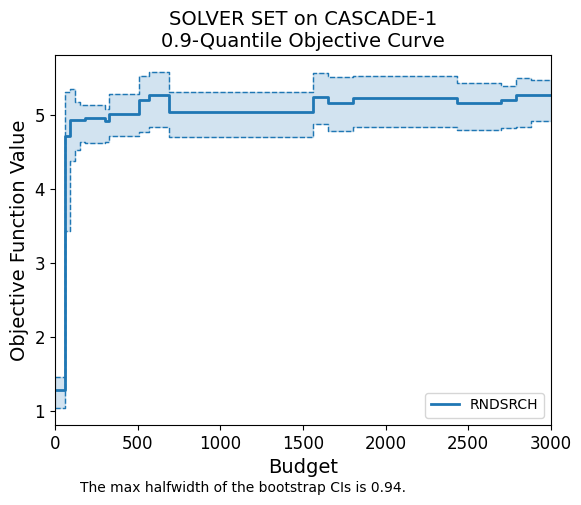 SOLVER SET on CASCADE-1
0.9-Quantile Objective Curve
Objective Function Value
5
4
3
2
1
0
500
1000
1500
2000
2500
3000
RNDSRCH
Budget
The max halfwidth of the bootstrap CIs is 0.94.